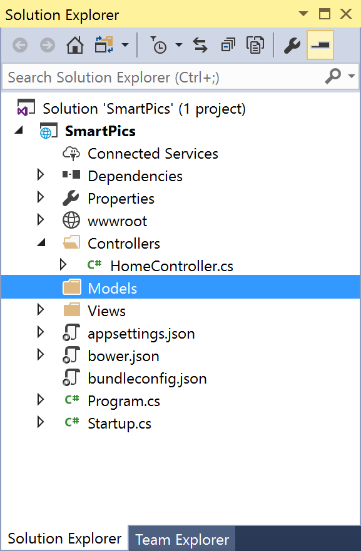 Solution Explorer
Search Solution Explorer (Ctrl+;)
Solution 'SmartPics' (1 project)
SmartPics
Connected Services
Dependencies
Properties
wwwroot
Controllers
C# HomeController.cs
Models
Views
appsettings.json
bower.json
bundleconfig.json
C# Program.cs
C# Startup.cs
Solution Explorer Team Explorer